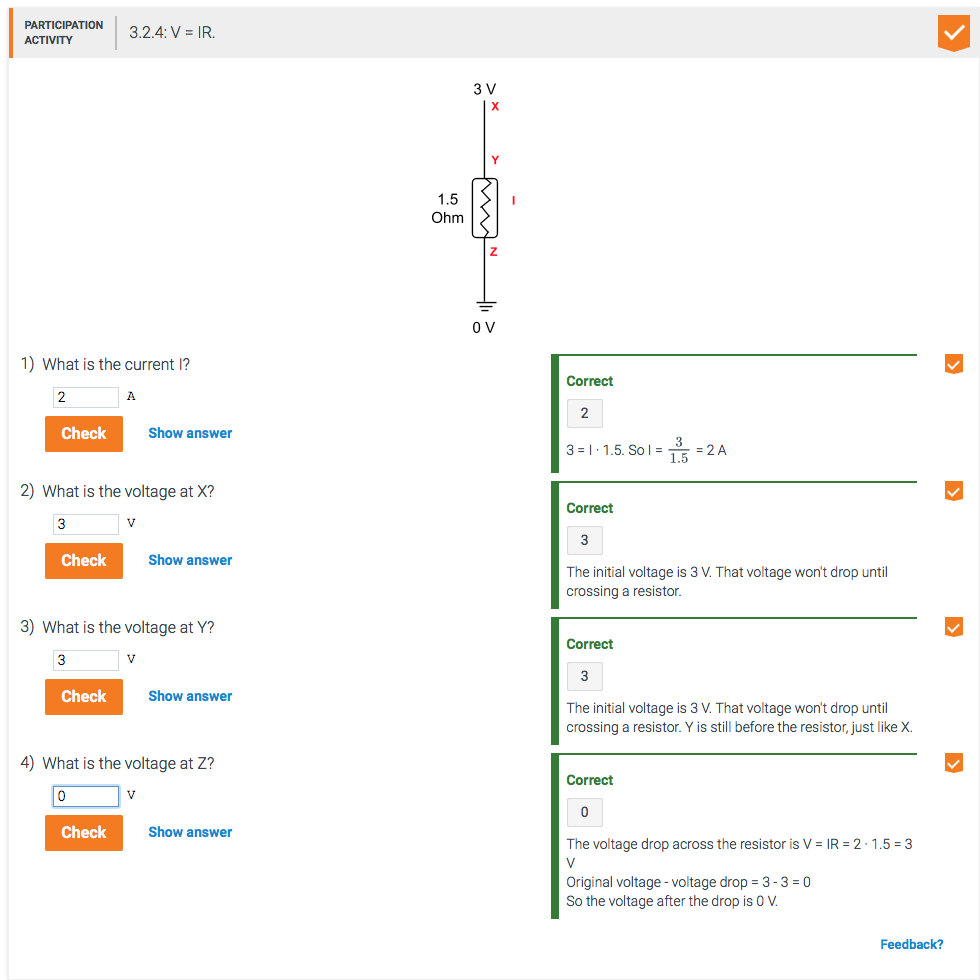 PARTICIPATION
ACTIVITY
3.2.4: V = IR.
3 V
X
Y
1.5
Ohm
I
Z
0 V
1) What is the current I?
2 A
Check Show answer
Correct
2
3 = I · 1.5. So I = 3/1.5 = 2 A
2) What is the voltage at X?
3 V
Check Show answer
Correct
3
The initial voltage is 3 V. That voltage won't drop until
crossing a resistor.
3) What is the voltage at Y?
3 V
Check Show answer
Correct
3
The initial voltage is 3 V. That voltage won't drop until
crossing a resistor. Y is still before the resistor, just like X.
4) What is the voltage at Z?
0 V
Check Show answer
Correct
0
The voltage drop across the resistor is V = IR = 2 · 1.5 = 3
V
Original voltage - voltage drop = 3 - 3 = 0
So the voltage after the drop is 0 V.
Feedback?